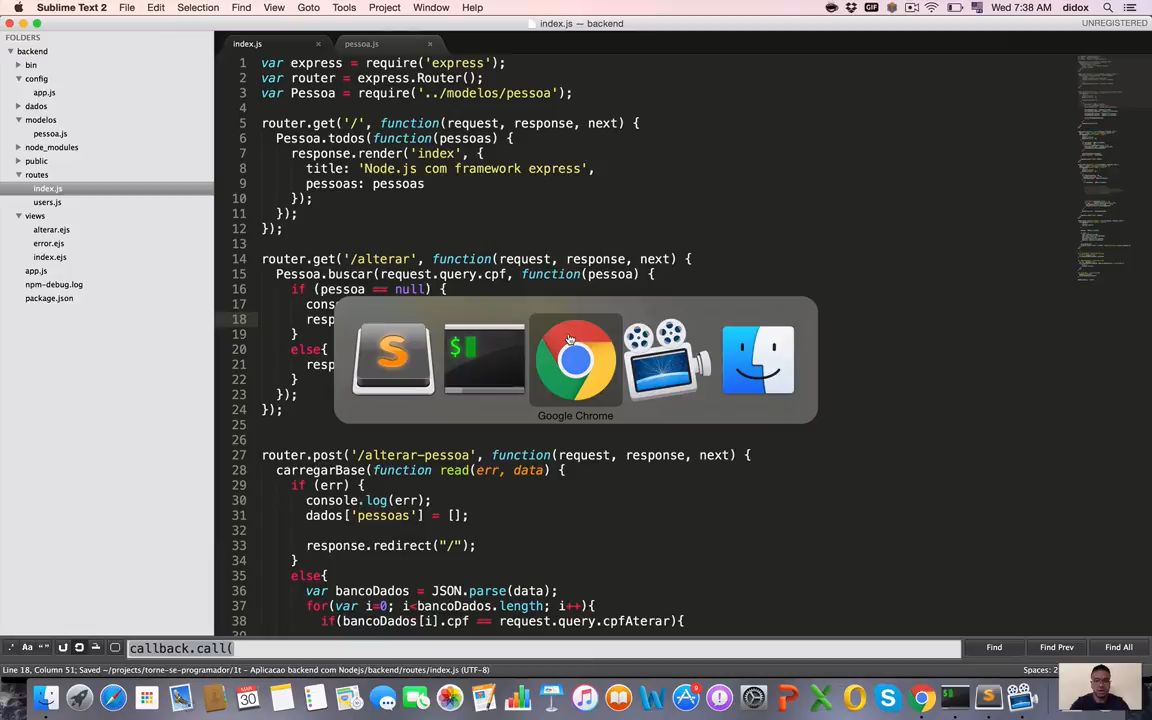 Sublime Text 2 File Edit Selection Find View Goto Tools Project Window Help GIF Wed 7:38 AM didox
index.js — backend UNREGISTERED
FOLDERS
backend
bin
config
app.js
dados
modelos
pessoa.js
node_modules
public
routes
index.js
users.js
views
alterar.ejs
error.ejs
index.ejs
app.js
npm-debug.log
package.json
index.js pessoa.js
1 var express = require('express');
2 var router = express.Router();
3 var Pessoa = require('../modelos/pessoa');
4
5 router.get('/', function(request, response, next) {
6 Pessoa.todos(function(pessoas) {
7 response.render('index', {
8 title: 'Node.js com framework express',
9 pessoas: pessoas
10 });
11 });
12 });
13
14 router.get('/alterar', function(request, response, next) {
15 Pessoa.buscar(request.query.cpf, function(pessoa) {
16 if (pessoa == null) {
17 cons
18 resp
19 }
20 else{
21 resp
22 }
23 });
24 });
25
26
27 router.post('/alterar-pessoa', function(request, response, next) {
28 carregarBase(function read(err, data) {
29 if (err) {
30 console.log(err);
31 dados['pessoas'] = [];
32
33 response.redirect("/");
34 }
35 else{
36 var bancoDados = JSON.parse(data);
37 for(var i=0; i<bancoDados.length; i++){
38 if(bancoDados[i].cpf == request.query.cpfAterar){
S $ Google Chrome
.* Aa “” callback.call( Find Find Prev Find All
Line 18, Column 51; Saved ~/projects/torne-se-programador/1t - Aplicacao backend com Nodejs/backend/routes/index.js (UTF-8) Spaces: 2